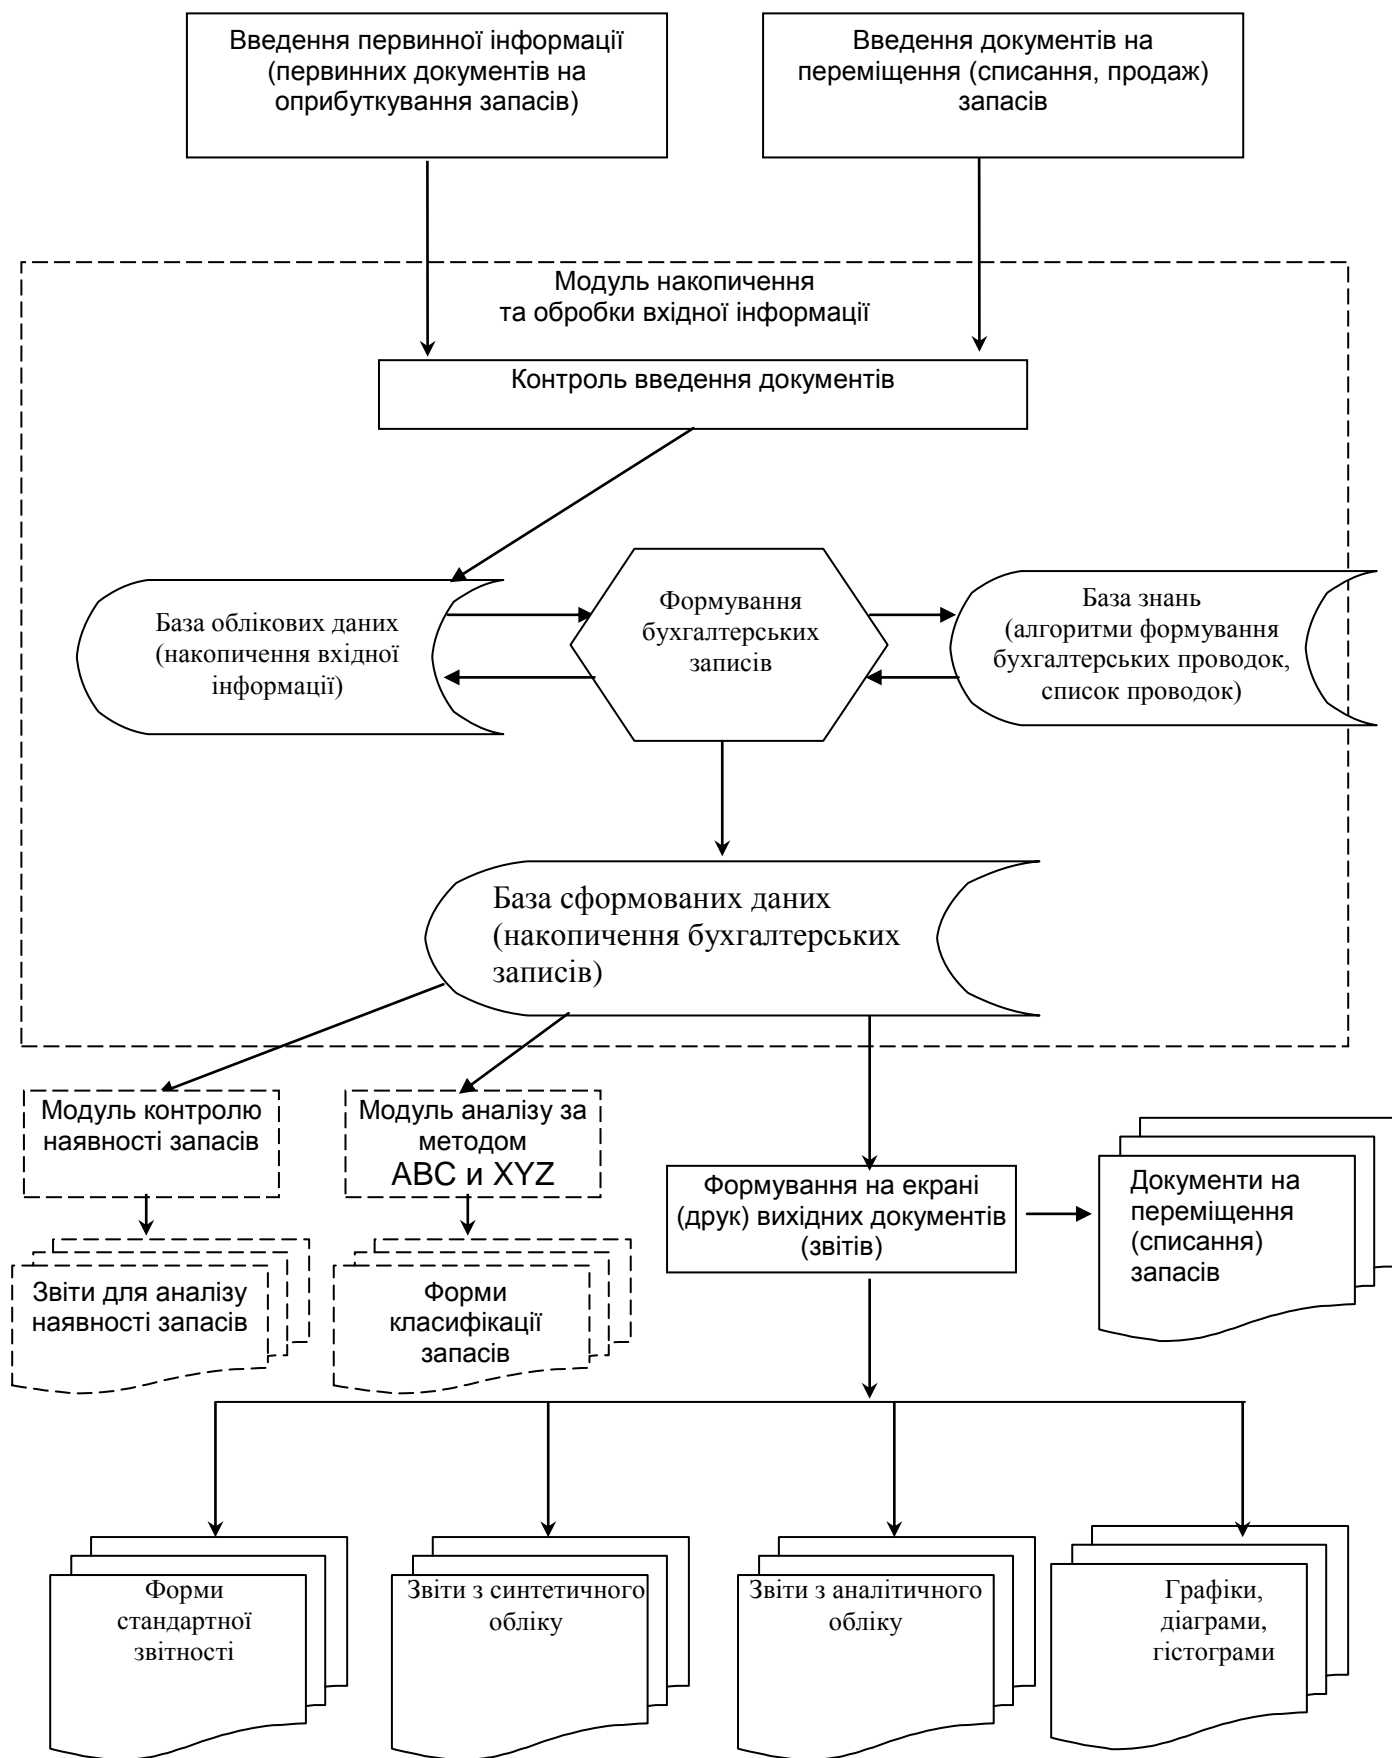 Введення первинної інформації
(первинних документів на
оприбуткування запасів)
Введення документів на
переміщення (списання, продаж)
запасів
Модуль накопичення
та обробки вхідної інформації
Контроль введення документів
База облікових даних
(накопичення вхідної
інформації)
Формування
бухгалтерських
записів
База знань
(алгоритми формування
бухгалтерських проводок,
список проводок)
База сформованих даних
(накопичення бухгалтерських
записів)
Модуль контролю
наявності запасів
Модуль аналізу за
методом
АВС и XYZ
Формування на екрані
(друк) вихідних документів
(звітів)
Документи на
переміщення
(списання)
запасів
Звіти для аналізу
наявності запасів
Форми
класифікації
запасів
Форми
стандартної
звітності
Звіти з синтетичного
обліку
Звіти з аналітичного
обліку
Графіки,
діаграми,
гістограми